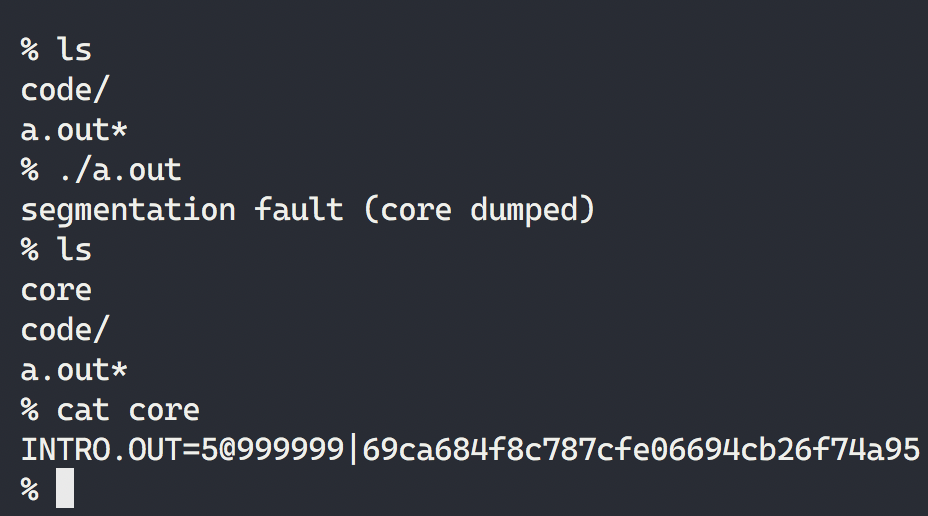 % ls
code/
a.out*
% ./a.out
segmentation fault (core dumped)
% ls
core
code/
a.out*
% cat core
INTRO.OUT=5@999999|69ca684f8c787cfe06694cb26f74a95
%